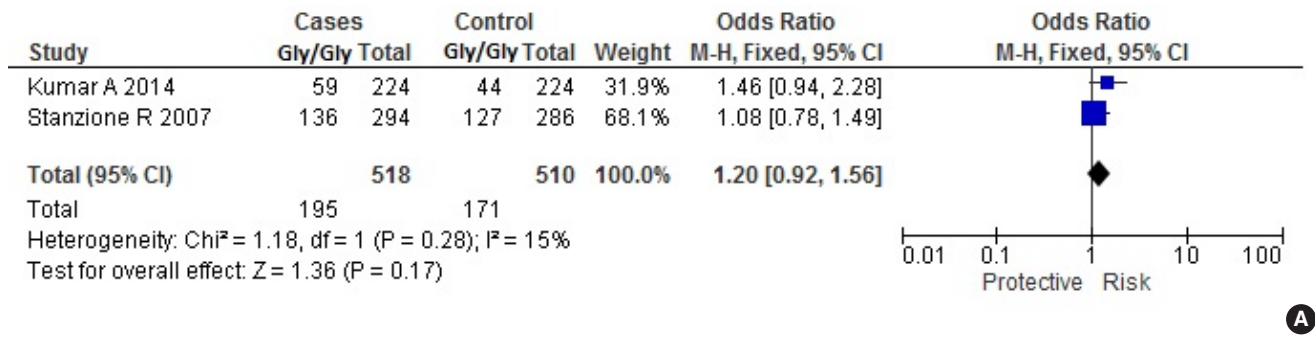 Cases Control Odds Ratio Odds Ratio
Study Gly/Gly Total Gly/Gly Total Weight M-H, Fixed, 95% CI M-H, Fixed, 95% CI
Kumar A 2014 59 224 44 224 31.9% 1.46 [0.94, 2.28]
Stanzione R 2007 136 294 127 286 68.1% 1.08 [0.78, 1.49]
Total (95% CI) 518 510 100.0% 1.20 [0.92, 1.56]
Total 195 171
Heterogeneity: Chi² = 1.18, df = 1 (P = 0.28); I² = 15%
Test for overall effect: Z = 1.36 (P = 0.17)
0.01 0.1 1 10 100
Protective Risk
A